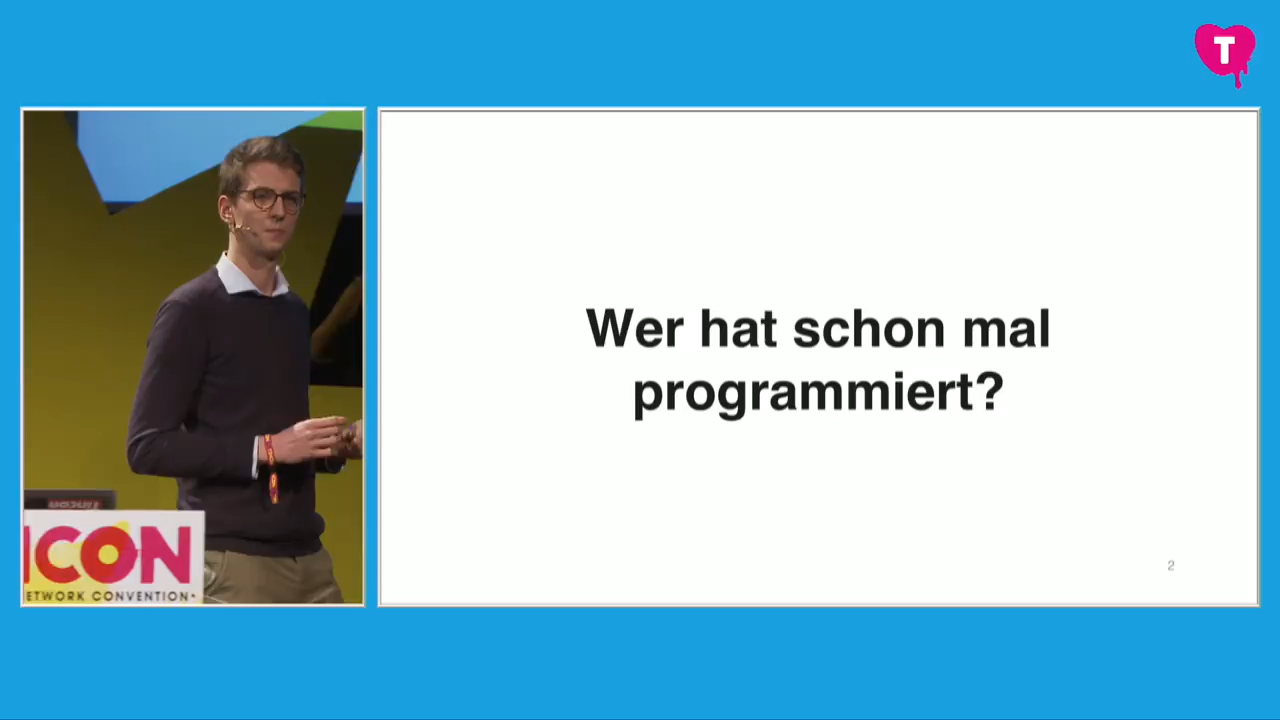 T
Wer hat schon mal
programmiert?
2
ICON
ETWORK CONVENTION